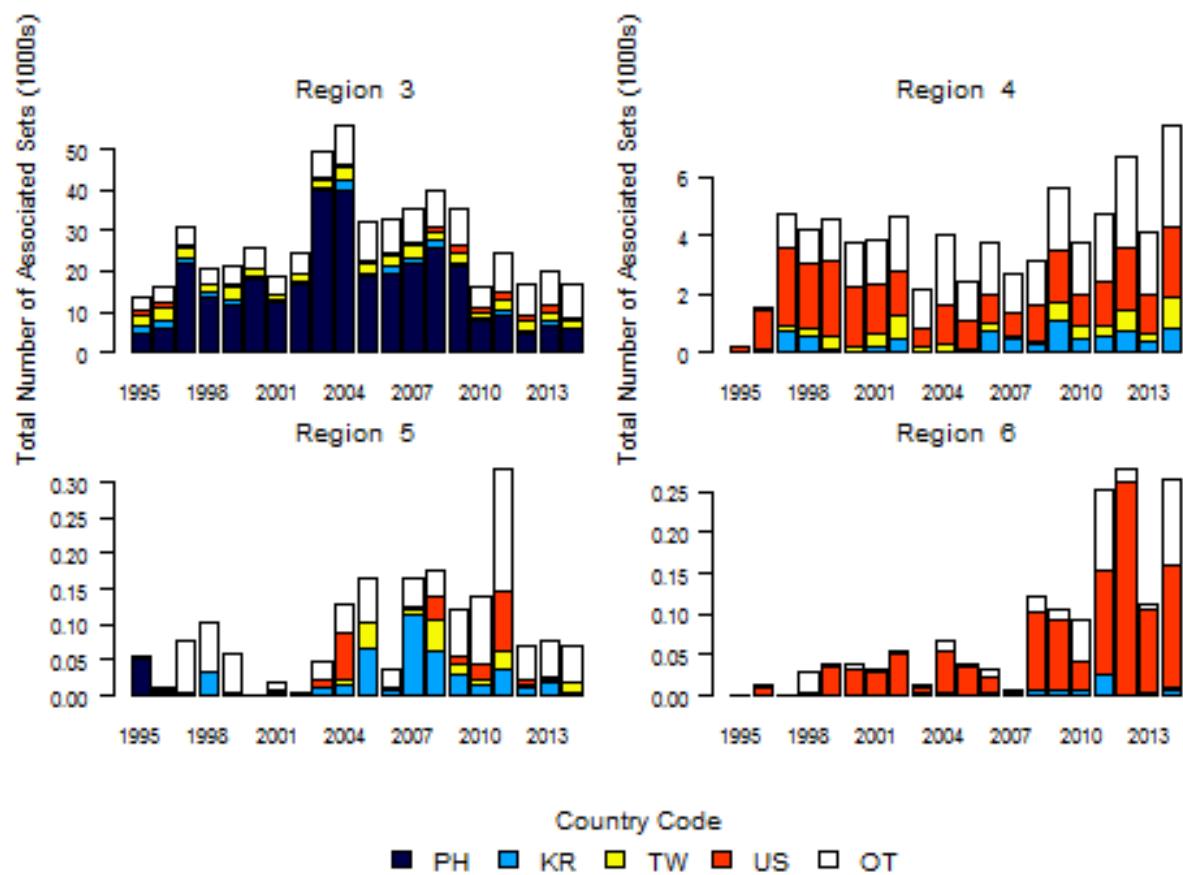 Total Number of Associated Sets (1000s)
Region 3
50
40
30
20
10
0
1995 1998 2001 2004 2007 2010 2013
Total Number of Associated Sets (1000s)
Region 4
6
4
2
0
1995 1998 2001 2004 2007 2010 2013
Region 5
0.30
0.25
0.20
0.15
0.10
0.05
0.00
1995 1998 2001 2004 2007 2010 2013
Region 6
0.25
0.20
0.15
0.10
0.05
0.00
1995 1998 2001 2004 2007 2010 2013
Country Code
PH KR TW US OT